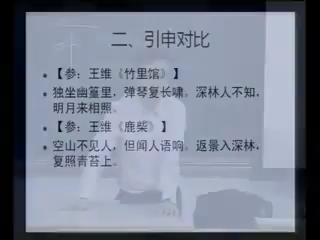 二、引申对比
【参：王维《竹里馆》】
独坐幽篁里，弹琴复长啸。深林人不知，
明月来相照。
【参：王维《鹿柴》】
空山不见人，但闻人语响。返景入深林，
复照青苔上。